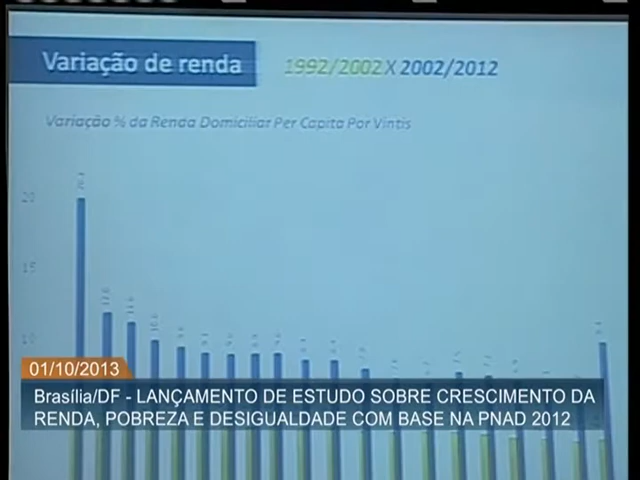 Variação de renda
1992/2002 X 2002/2012
Variação % da Renda Domiciliar Per Capita Por Vintis
20
15
10
01/10/2013
Brasília/DF - LANÇAMENTO DE ESTUDO SOBRE CRESCIMENTO DA
RENDA, POBREZA E DESIGUALDADE COM BASE NA PNAD 2012